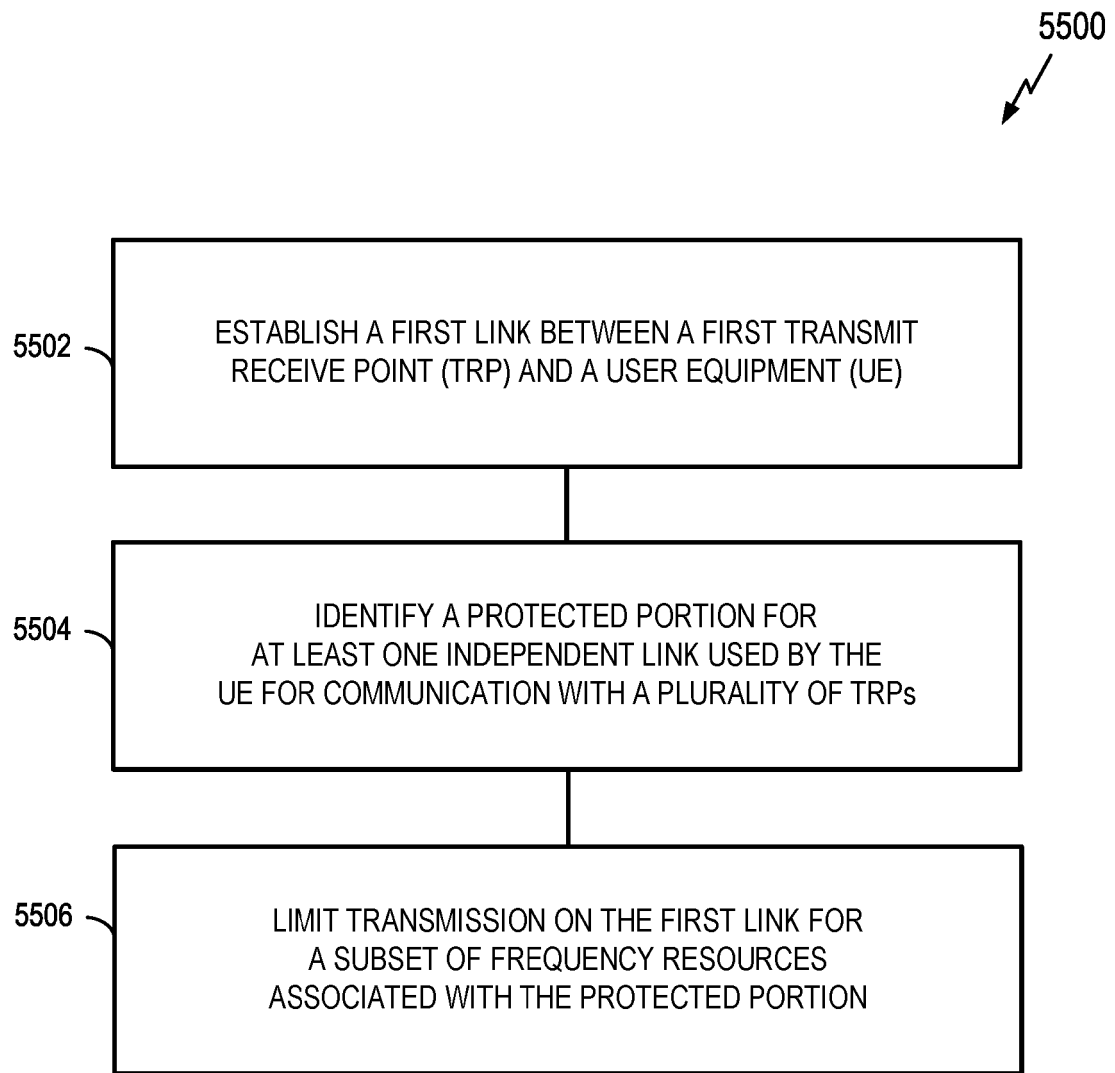 5500
5502
ESTABLISH A FIRST LINK BETWEEN A FIRST TRANSMIT
RECEIVE POINT (TRP) AND A USER EQUIPMENT (UE)
5504
IDENTIFY A PROTECTED PORTION FOR
AT LEAST ONE INDEPENDENT LINK USED BY THE
UE FOR COMMUNICATION WITH A PLURALITY OF TRPs
5506
LIMIT TRANSMISSION ON THE FIRST LINK FOR
A SUBSET OF FREQUENCY RESOURCES
ASSOCIATED WITH THE PROTECTED PORTION